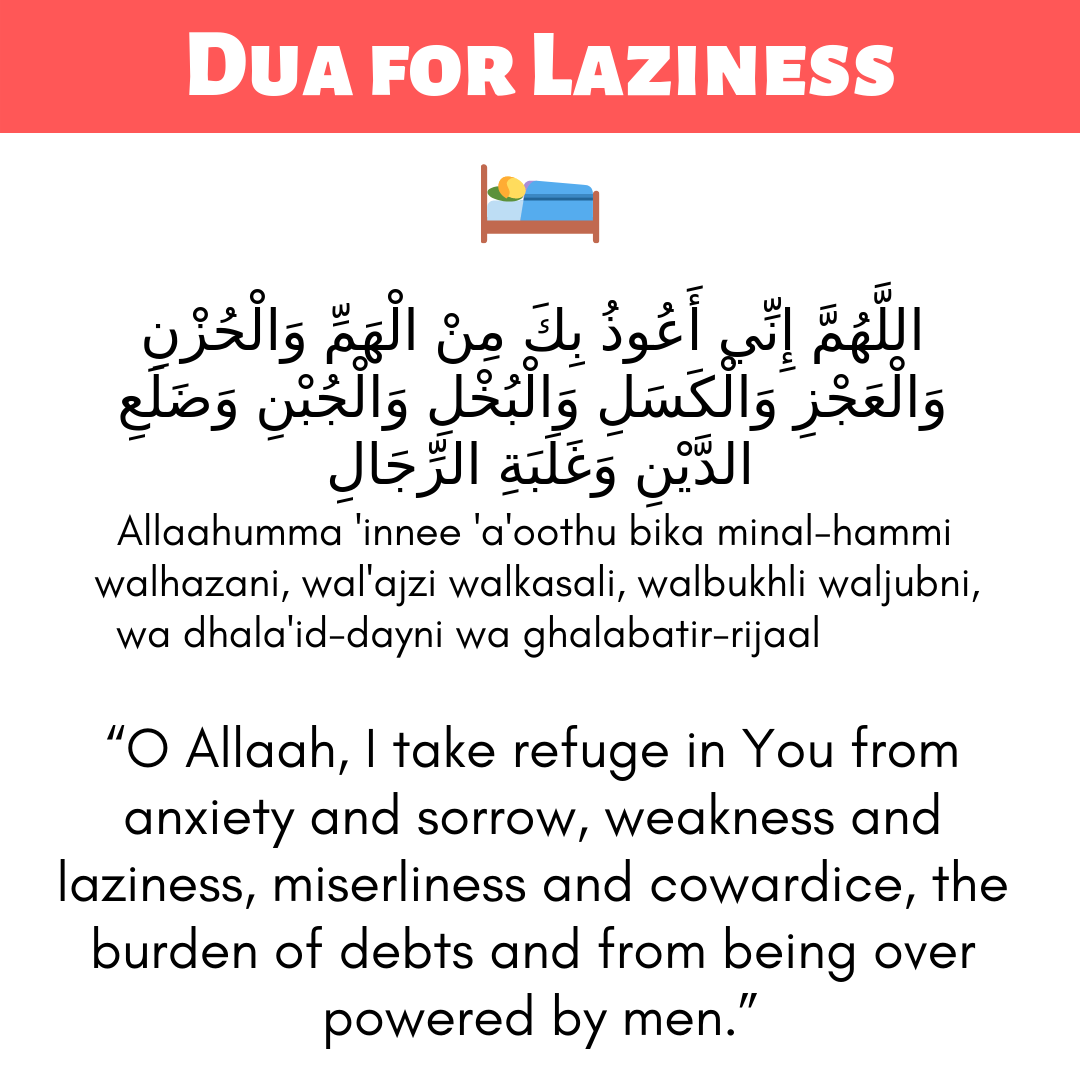 Dua for Laziness
اللَّهُمَّ إِنِّي أَعُوذُ بِكَ مِنْ الْهَمِّ وَالْحُزْنِ
وَالْعَجْزِ وَالْكَسَلِ وَالْبُخْلِ وَالْجُبْنِ وَضَلَعِ
الدَّيْنِ وَغَلَبَةِ الرِّجَالِ
Allaahumma 'innee 'a'oothu bika minal-hammi
walhazani, wal'ajzi walkasali, walbukhli waljubni,
wa dhala'id-dayni wa ghalabatir-rijaal
“O Allaah, I take refuge in You from
anxiety and sorrow, weakness and
laziness, miserliness and cowardice, the
burden of debts and from being over
powered by men.”